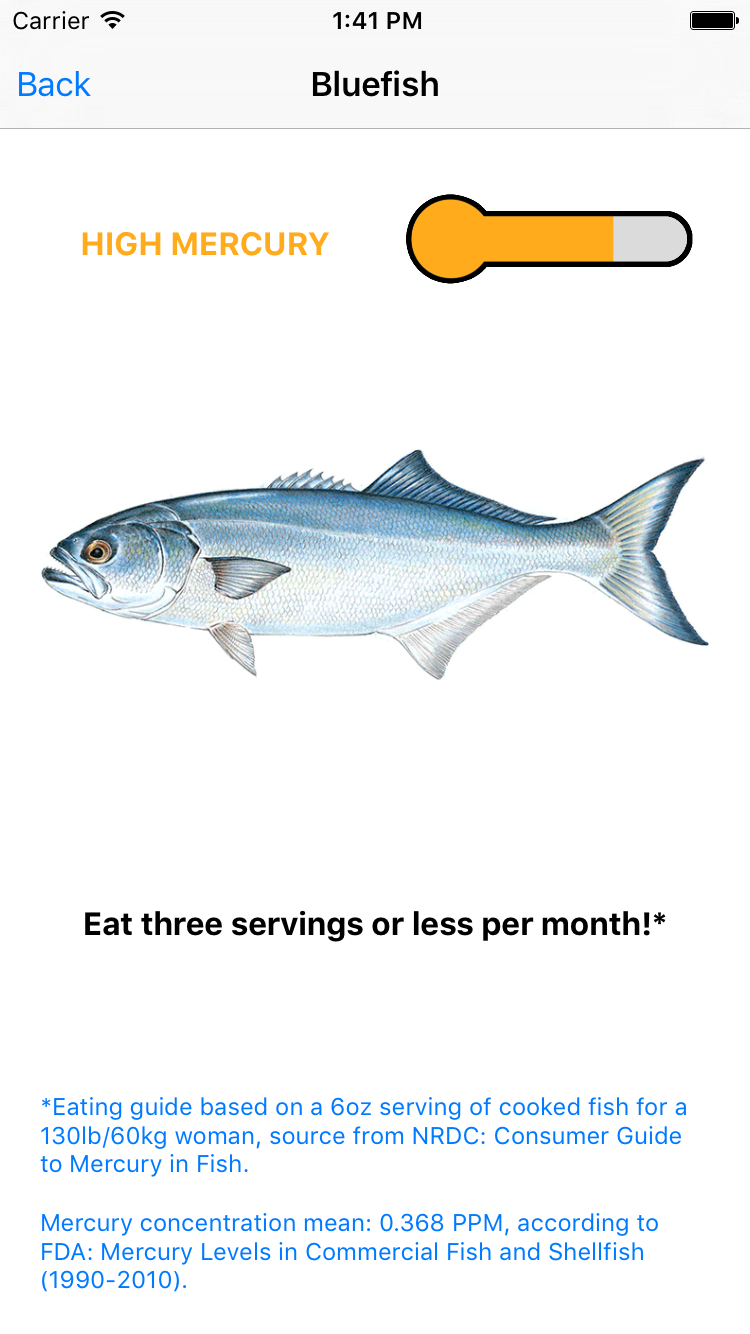 Carrier 1:41 PM
Back Bluefish
HIGH MERCURY
Eat three servings or less per month!*
*Eating guide based on a 6oz serving of cooked fish for a
130lb/60kg woman, source from NRDC: Consumer Guide
to Mercury in Fish.
Mercury concentration mean: 0.368 PPM, according to
FDA: Mercury Levels in Commercial Fish and Shellfish
(1990-2010).